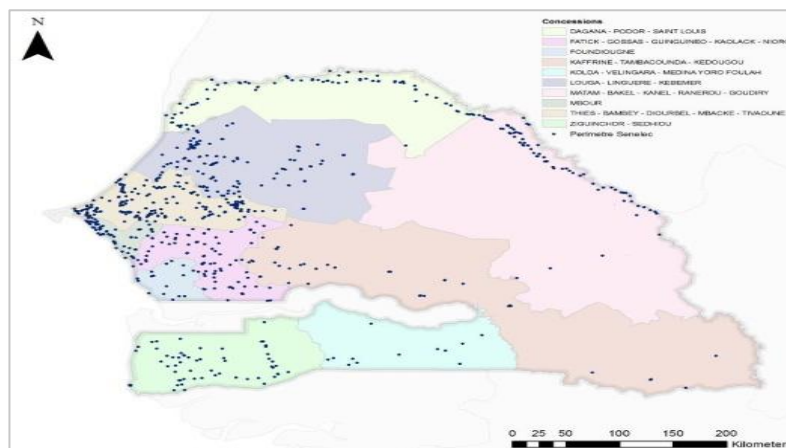 N
Concessions
DAGANA - PODOR - SAINT LOUIS
FATICK - GOSSAS - GUINGUINEO - KAOLACK - NIORO
FOUNDIOUGNE
KAFFRINE - TAMBACOUNDA - KEDOUGOU
KOLDA - VELINGARA - MEDINA YORO FOULAH
LOUGA - LINGUERE - KEBEMER
MATAM - BAKEL - KANEL - RANEROU - GOUDIRY
MBOUR
THIES - BAMBEY - DIOURBEL - MBACKE - TIVAOUNE
ZIGUINCHOR - SEDHIOU
Périmètre Senelec
0 25 50 100 150 200
Kilometer